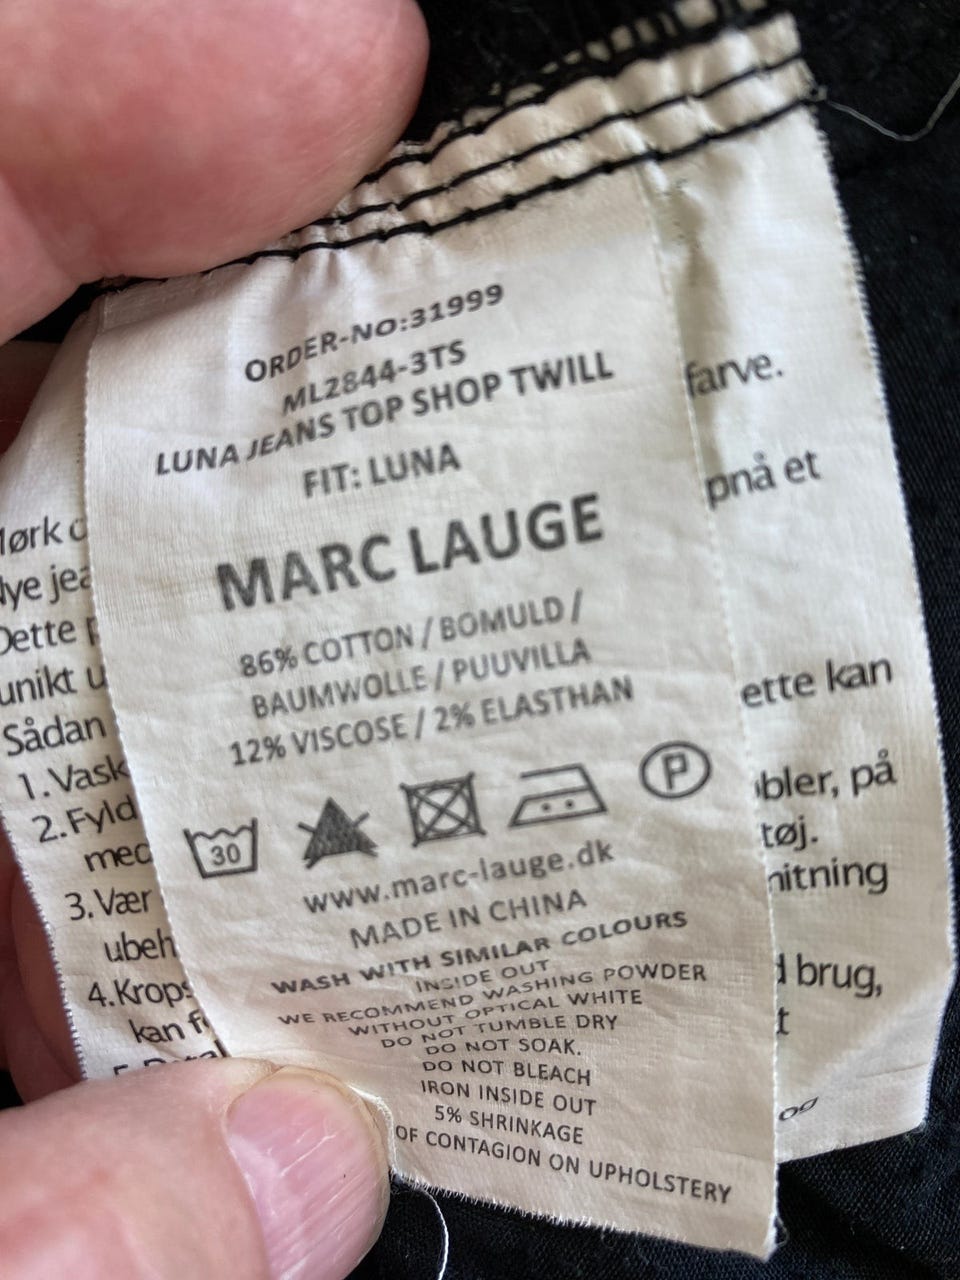 ORDER-NO:31999
ML2844-3TS
LUNA JEANS TOP SHOP TWILL
FIT: LUNA
MARC LAUGE
86% COTTON / BOMULD /
BAUMWOLLE / PUUVILLA
12% VISCOSE / 2% ELASTHAN
30
P
www.marc-lauge.dk
MADE IN CHINA
WASH WITH SIMILAR COLOURS
INSIDE OUT
WE RECOMMEND WASHING POWDER
WITHOUT OPTICAL WHITE
DO NOT TUMBLE DRY
DO NOT SOAK.
DO NOT BLEACH
IRON INSIDE OUT
5% SHRINKAGE
OF CONTAGION ON UPHOLSTERY
Dette
unikt
Sådan
1. Vask
2. Fyld
med
3. Vær
ubeh
4. Krops
kan
farve.
pnå et
ette kan
bler, på
tøj.
nitning
brug,
t
og